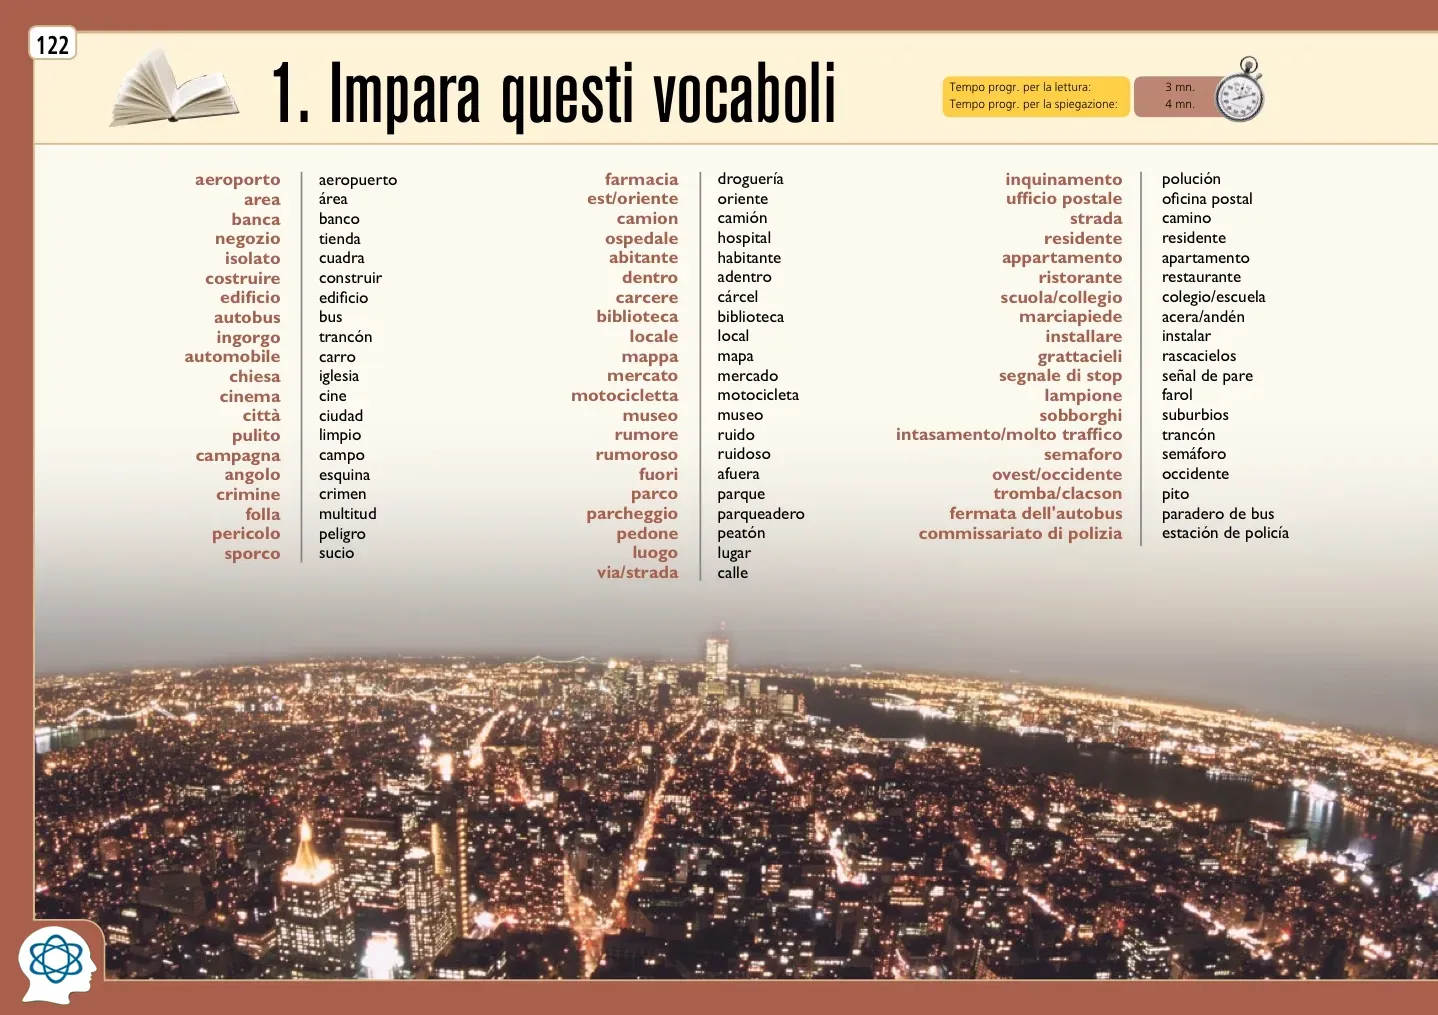 122
1. Impara questi vocaboli
Tempo progr. per la lettura: 3 mn.
Tempo progr. per la spiegazione: 4 mn.
aeroporto aeropuerto
area área
banca banco
negozio tienda
isolato cuadra
costruire construir
edificio edificio
autobus bus
ingorgo trancón
automobile carro
chiesa iglesia
cinema cine
città ciudad
pulito limpio
campagna campo
angolo esquina
crimine crimen
folla multitud
pericolo peligro
sporco sucio
farmacia droguería
est/oriente oriente
camion camión
ospedale hospital
abitante habitante
dentro adentro
carcere cárcel
biblioteca biblioteca
locale local
mappa mapa
mercato mercado
motocicletta motocicleta
museo museo
rumore ruido
rumoroso ruidoso
fuori afuera
parco parque
parcheggio parqueadero
pedone peatón
luogo lugar
via/strada calle
inquinamento polución
ufficio postale oficina postal
strada camino
residente residente
appartamento apartamento
ristorante restaurante
scuola/collegio colegio/escuela
marciapiede acera/andén
installare instalar
grattacieli rascacielos
segnale di stop señal de pare
lampione farol
sobborghi suburbios
intasamento/molto traffico trancón
semaforo semáforo
ovest/occidente occidente
tromba/clacson pito
fermata dell'autobus paradero de bus
commissariato di polizia estación de policía